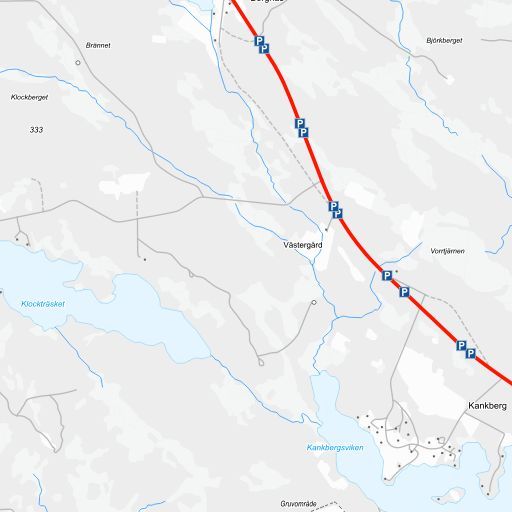 Brännet
Björkberget
Klockberget
333
P
P
P
P
P
P
Västergård
Vorrtjärnen
P
P
Klockträsket
P
P
Kankberg
Kankbergsviken
Gruvområde